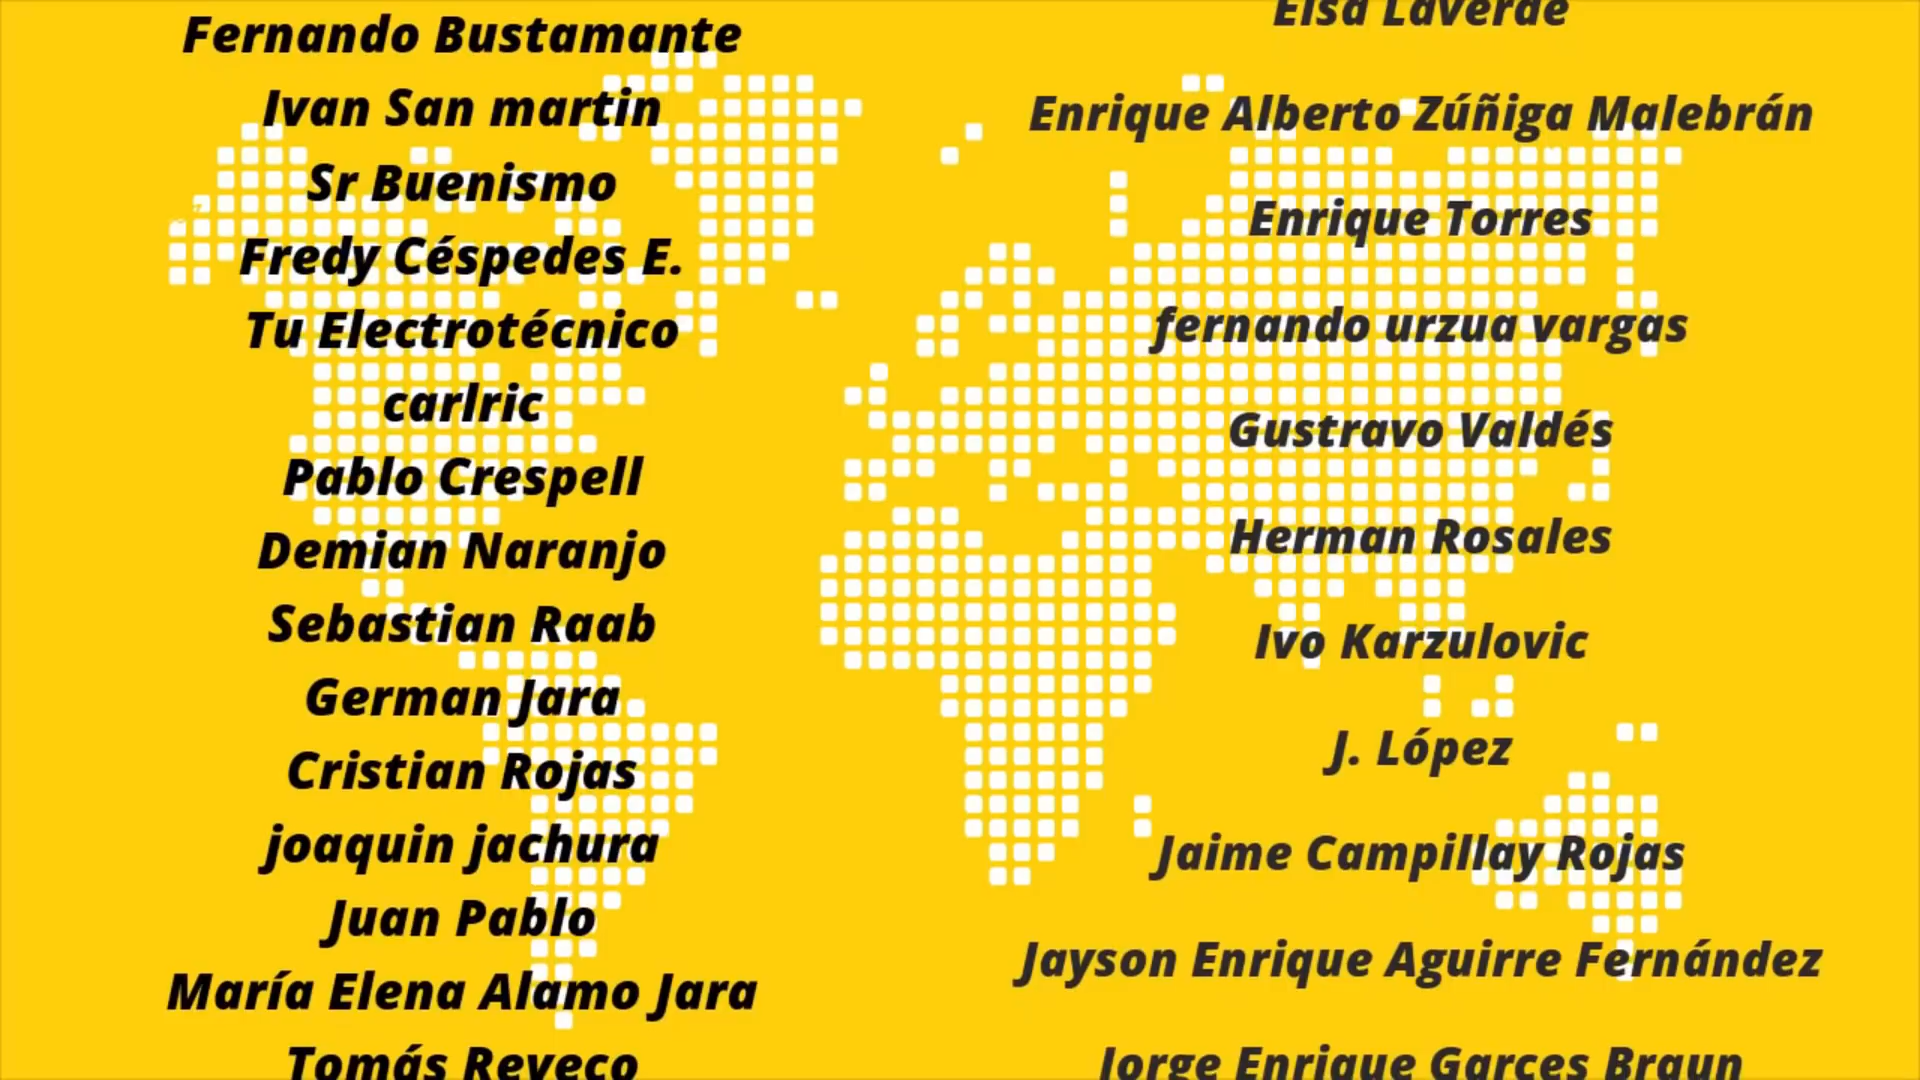 Fernando Bustamante
Ivan San martin
Sr Buenismo
Fredy Céspedes E.
Tu Electrotécnico
carlric
Pablo Crespell
Demian Naranjo
Sebastian Raab
German Jara
Cristian Rojas
joaquin jachura
Juan Pablo
María Elena Alamo Jara
Tomás Reveco
Elsa Laverde
Enrique Alberto Zúñiga Malebrán
Enrique Torres
fernando urzua vargas
Gustravo Valdés
Herman Rosales
Ivo Karzulovic
J. López
Jaime Campillay Rojas
Jayson Enrique Aguirre Fernández
Jorge Enrique Garces Braun